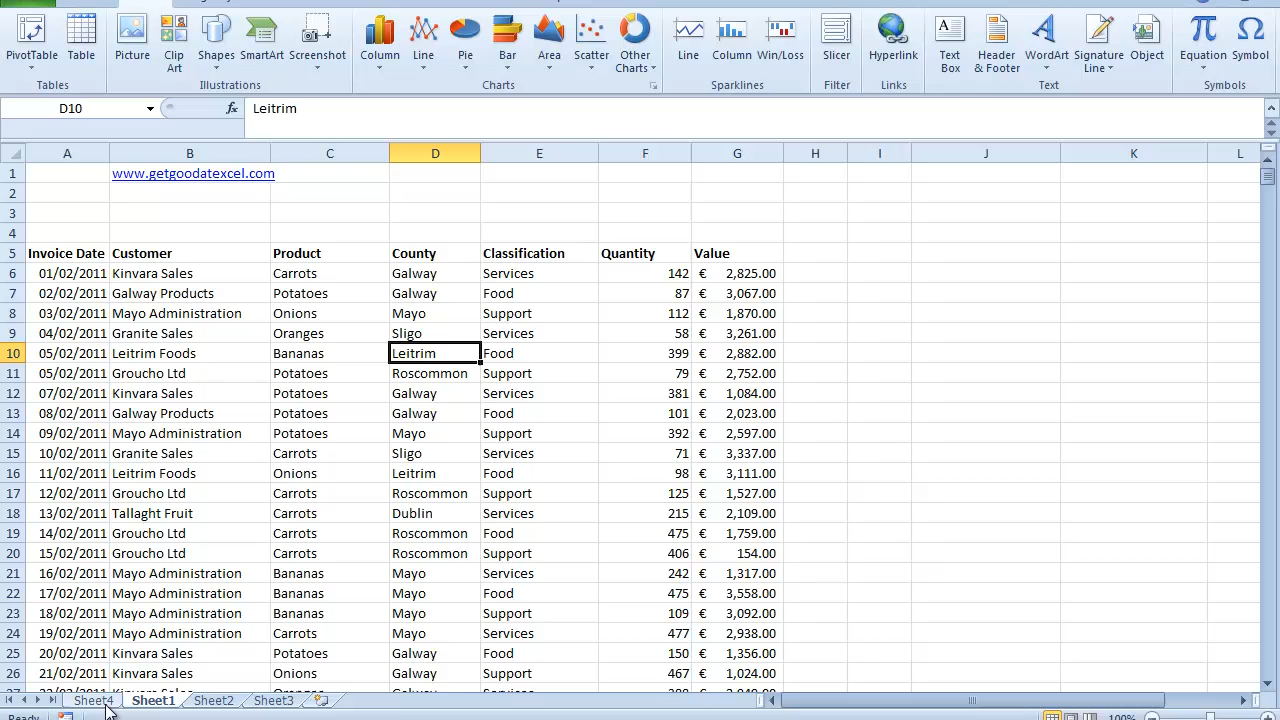 PivotTable Table Picture Clip Art Shapes SmartArt Screenshot Column Line Pie Bar Area Scatter Other Charts Line Column Win/Loss Slicer Hyperlink Text Box Header & Footer WordArt Signature Line Object Equation Symbol
Tables Illustrations Charts Sparklines Filter Links Text Symbols
D10 fx Leitrim
A B C D E F G H I J K L
1 www.getgoodatexcel.com
2
3
4
5 Invoice Date Customer Product County Classification Quantity Value
6 01/02/2011 Kinvara Sales Carrots Galway Services 142 € 2,825.00
7 02/02/2011 Galway Products Potatoes Galway Food 87 € 3,067.00
8 03/02/2011 Mayo Administration Onions Mayo Support 112 € 1,870.00
9 04/02/2011 Granite Sales Oranges Sligo Services 58 € 3,261.00
10 05/02/2011 Leitrim Foods Bananas Leitrim Food 399 € 2,882.00
11 05/02/2011 Groucho Ltd Potatoes Roscommon Support 79 € 2,752.00
12 07/02/2011 Kinvara Sales Potatoes Galway Services 381 € 1,084.00
13 08/02/2011 Galway Products Potatoes Galway Food 101 € 2,023.00
14 09/02/2011 Mayo Administration Potatoes Mayo Support 392 € 2,597.00
15 10/02/2011 Granite Sales Carrots Sligo Services 71 € 3,337.00
16 11/02/2011 Leitrim Foods Onions Leitrim Food 98 € 3,111.00
17 12/02/2011 Groucho Ltd Carrots Roscommon Support 125 € 1,527.00
18 13/02/2011 Tallaght Fruit Carrots Dublin Services 215 € 2,109.00
19 14/02/2011 Groucho Ltd Carrots Roscommon Food 475 € 1,759.00
20 15/02/2011 Groucho Ltd Carrots Roscommon Support 406 € 154.00
21 16/02/2011 Mayo Administration Bananas Mayo Services 242 € 1,317.00
22 17/02/2011 Mayo Administration Bananas Mayo Food 475 € 3,558.00
23 18/02/2011 Mayo Administration Bananas Mayo Support 109 € 3,092.00
24 19/02/2011 Mayo Administration Carrots Mayo Services 477 € 2,938.00
25 20/02/2011 Kinvara Sales Potatoes Galway Food 150 € 1,356.00
26 21/02/2011 Kinvara Sales Onions Galway Support 467 € 1,024.00
Sheet4 Sheet1 Sheet2 Sheet3
Ready 100%